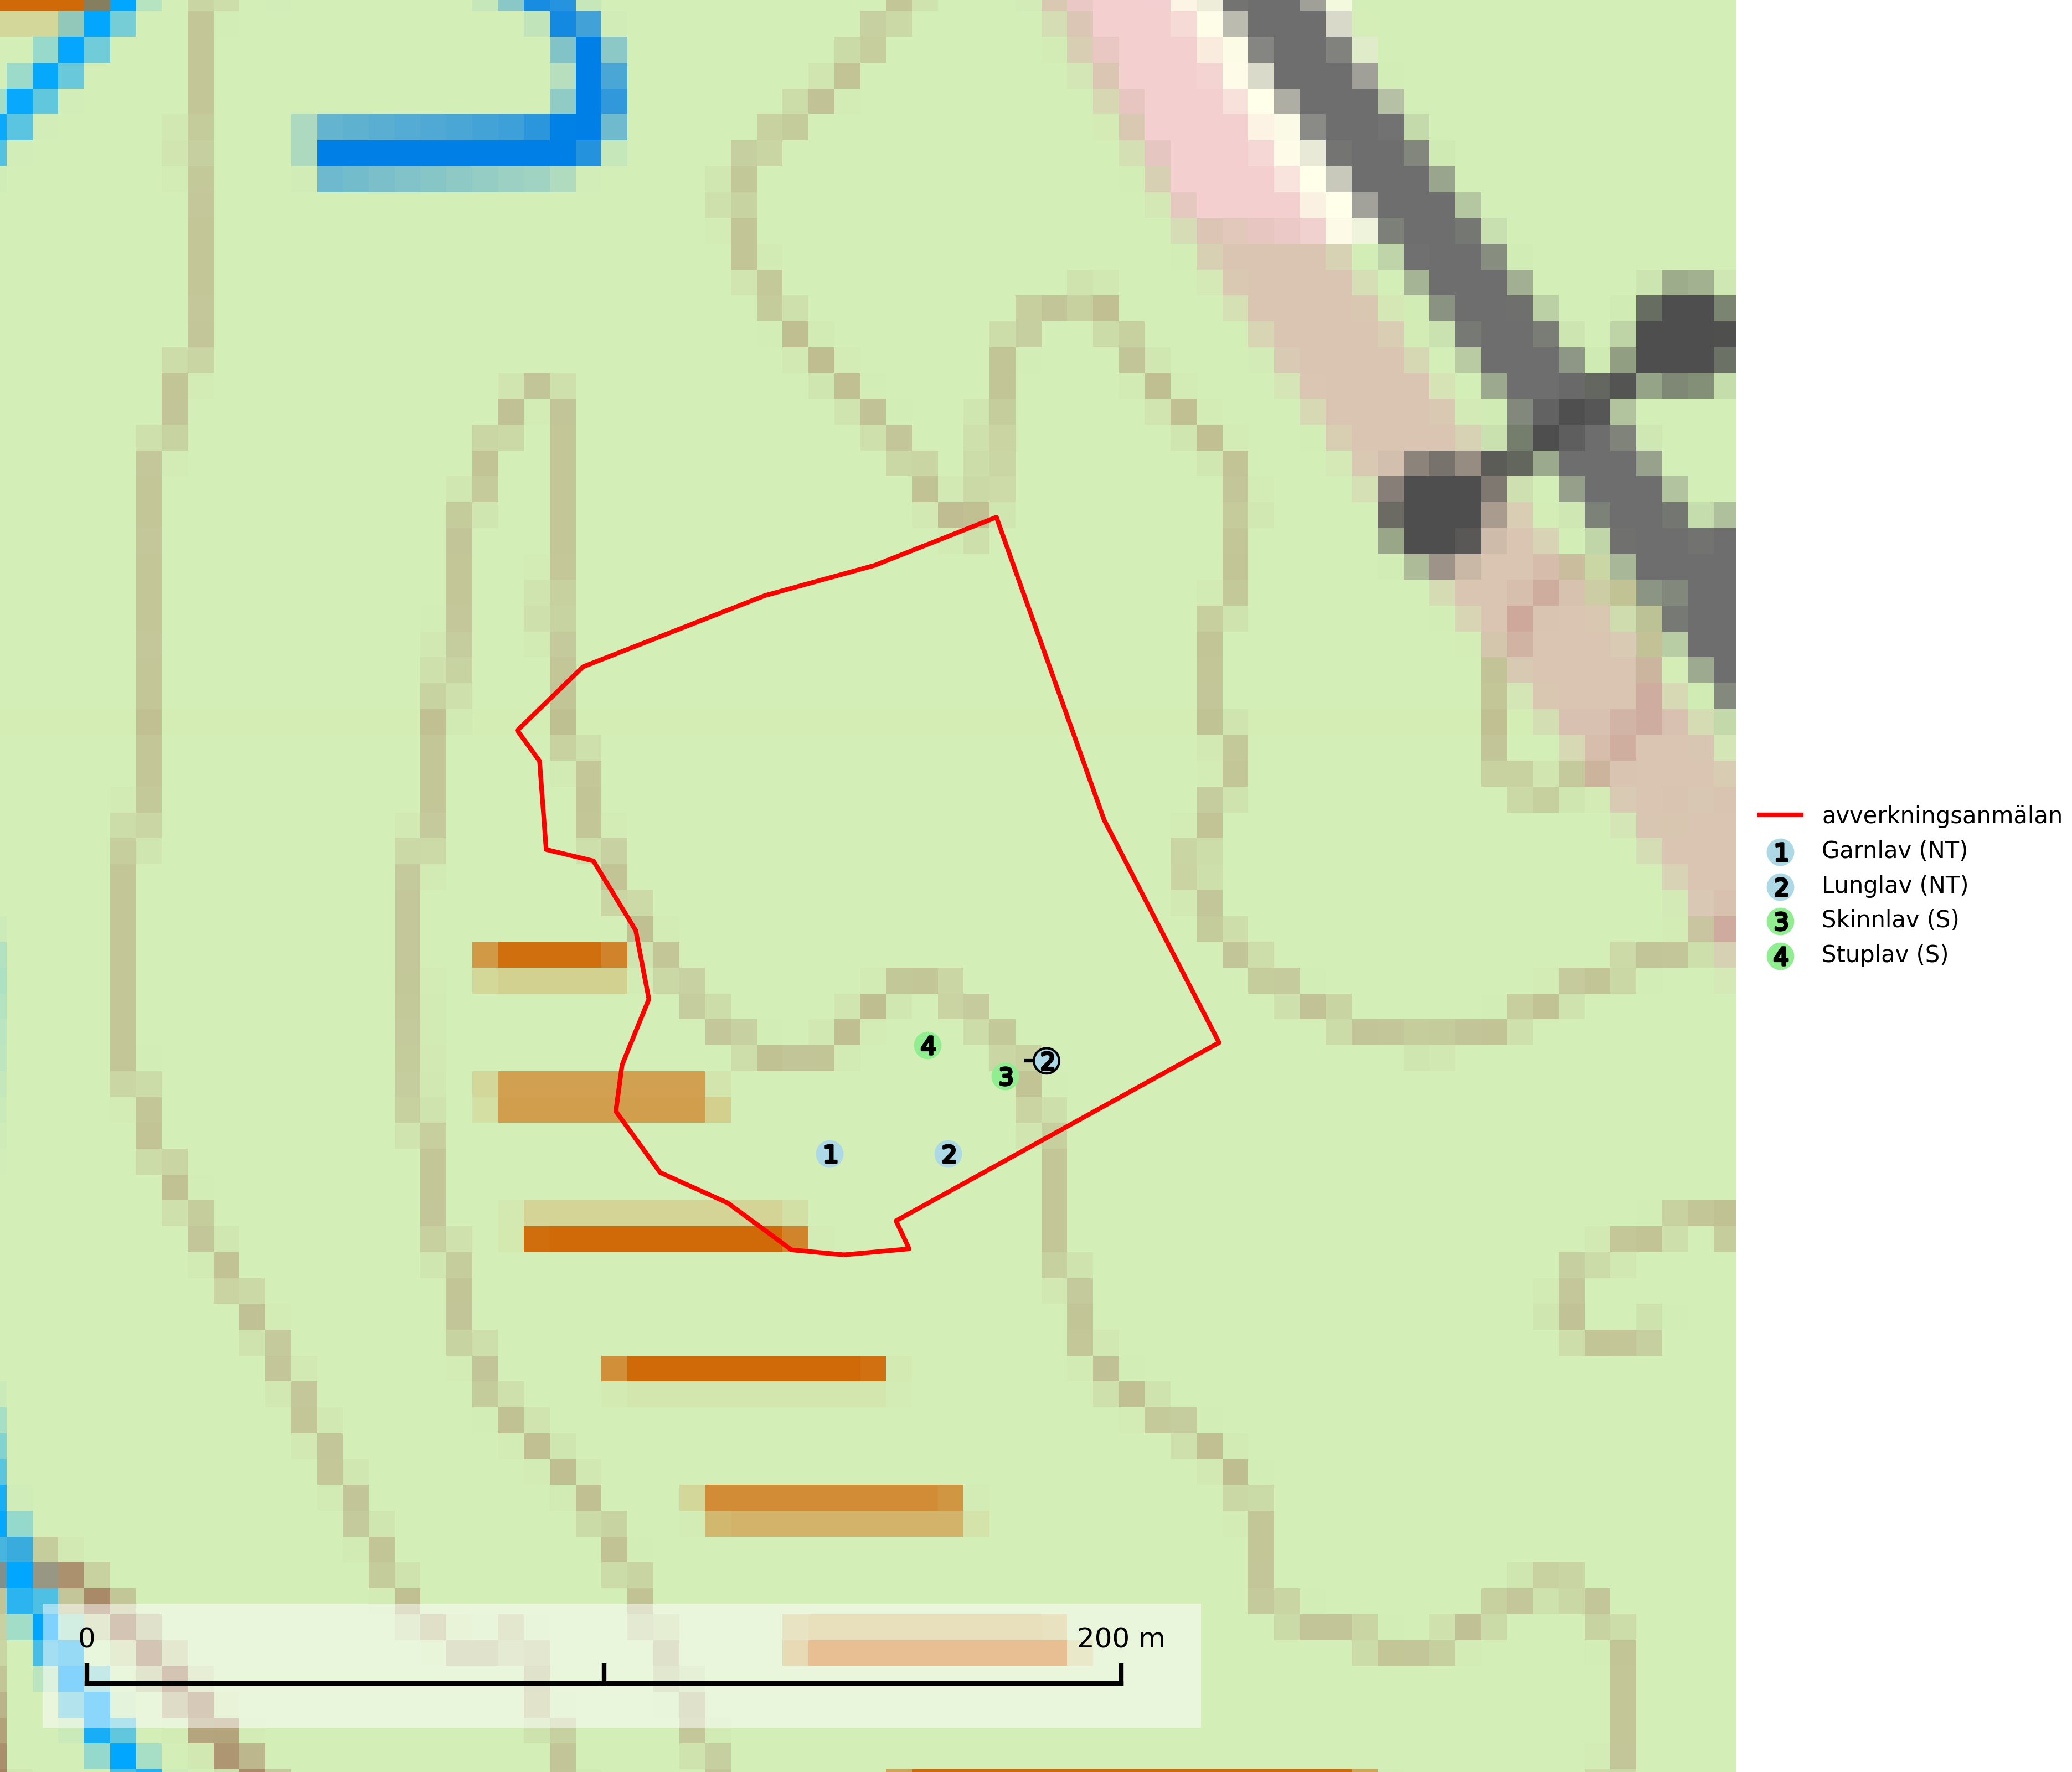 4
2
3
1
2
0
200 m
avverkningsanmälan
1 Garnlav (NT)
2 Lunglav (NT)
3 Skinnlav (S)
4 Stuplav (S)